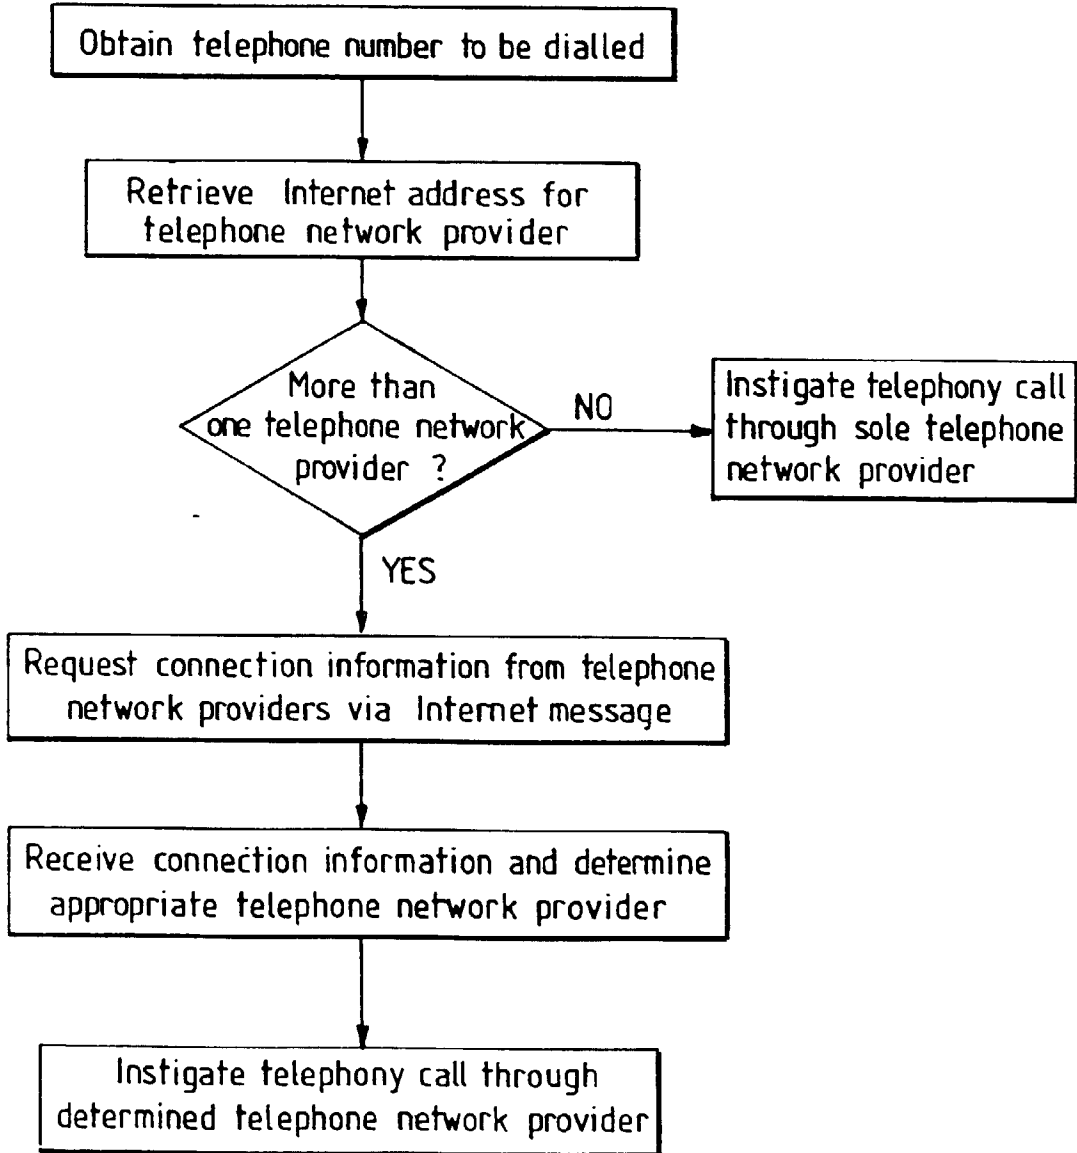 Obtain telephone number to be dialled
Retrieve Internet address for
telephone network provider
More than
one telephone network
provider ?
NO
Instigate telephony call
through sole telephone
network provider
YES
Request connection information from telephone
network providers via Internet message
Receive connection information and determine
appropriate telephone network provider
Instigate telephony call through
determined telephone network provider